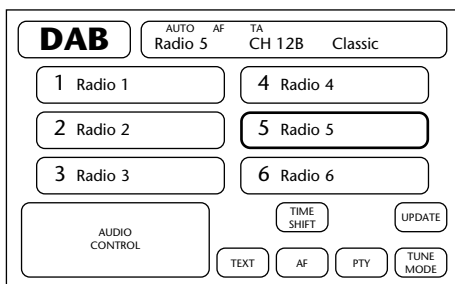 DAB
AUTO AF TA
Radio 5 CH 12B Classic
1 Radio 1
4 Radio 4
2 Radio 2
5 Radio 5
3 Radio 3
6 Radio 6
AUDIO
CONTROL
TIME
SHIFT
UPDATE
TEXT
AF
PTY
TUNE
MODE